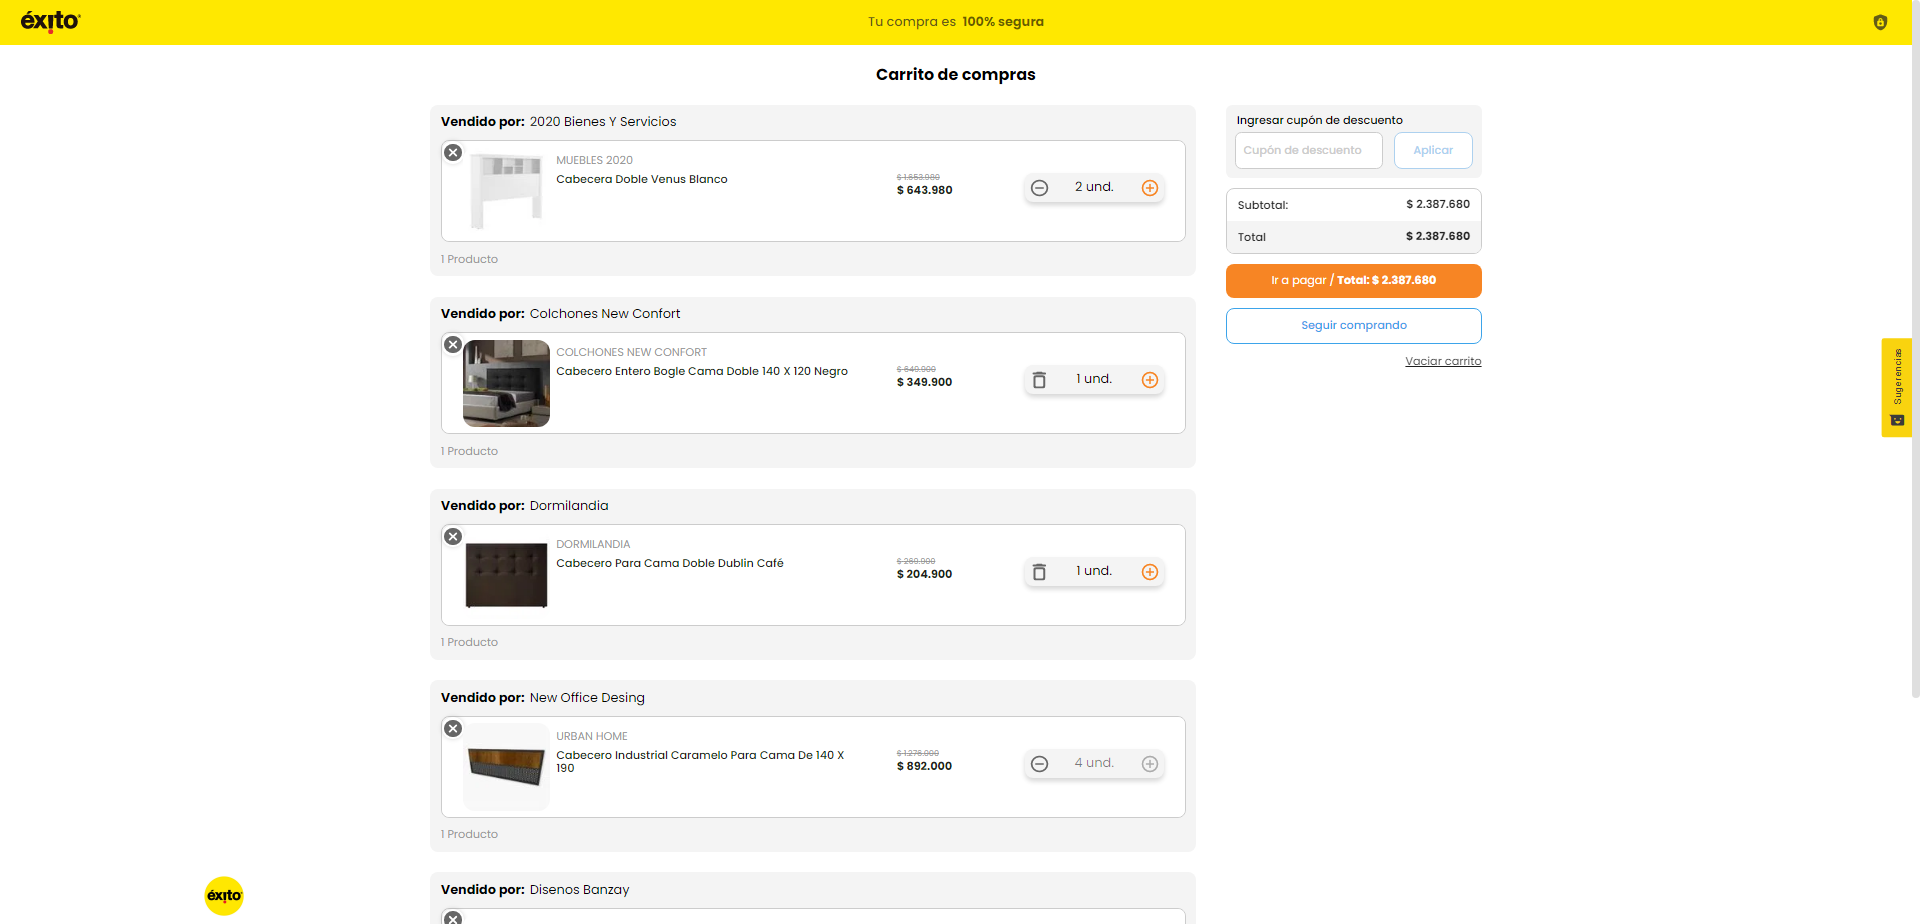 éxito
Tu compra es 100% segura
Carrito de compras
Vendido por: 2020 Bienes Y Servicios
MUEBLES 2020
Cabecera Doble Venus Blanco
$ 1.653.980
$ 643.980
2 und.
1 Producto
Vendido por: Colchones New Confort
COLCHONES NEW CONFORT
Cabecero Entero Bogle Cama Doble 140 X 120 Negro
$ 649.900
$ 349.900
1 und.
1 Producto
Vendido por: Dormilandia
DORMILANDIA
Cabecero Para Cama Doble Dublín Café
$ 269.900
$ 204.900
1 und.
1 Producto
Vendido por: New Office Desing
URBAN HOME
Cabecero Industrial Caramelo Para Cama De 140 X
190
$ 1.276.000
$ 892.000
4 und.
1 Producto
Vendido por: Disenos Banzay
Ingresar cupón de descuento
Cupón de descuento
Aplicar
Subtotal: $ 2.387.680
Total $ 2.387.680
Ir a pagar / Total: $ 2.387.680
Seguir comprando
Vaciar carrito
Sugerencias
éxito